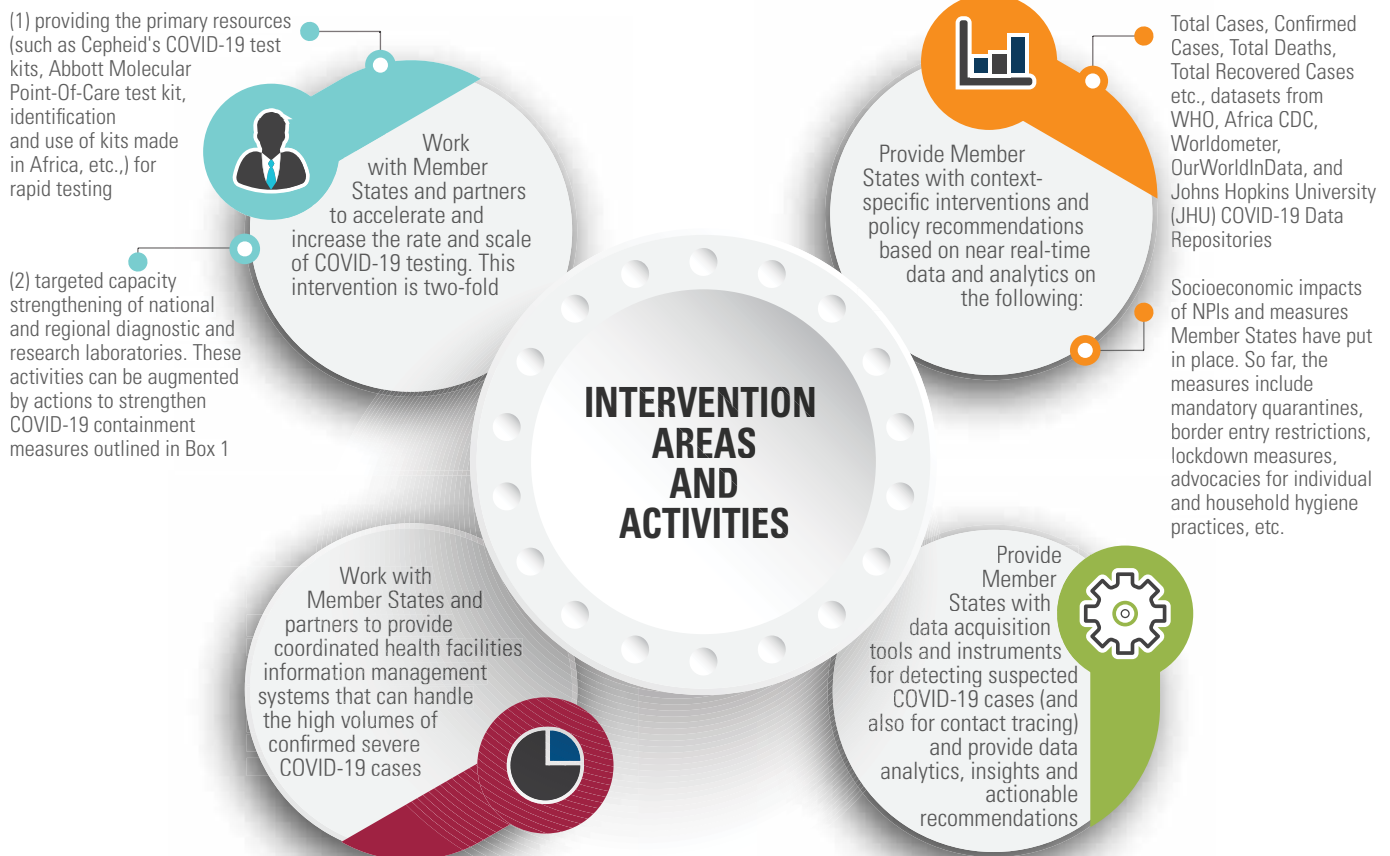 (1) providing the primary resources
(such as Cepheid's COVID-19 test
kits, Abbott Molecular
Point-Of-Care test kit,
identification
and use of kits made
in Africa, etc.,) for
rapid testing
(2) targeted capacity
strengthening of national
and regional diagnostic and
research laboratories. These
activities can be augmented
by actions to strengthen
COVID-19 containment
measures outlined in Box 1
Work
with Member
States and partners
to accelerate and
increase the rate and scale
of COVID-19 testing. This
intervention is two-fold
Provide Member
States with context-
specific interventions and
policy recommendations
based on near real-time
data and analytics on
the following:
Total Cases, Confirmed
Cases, Total Deaths,
Total Recovered Cases
etc., datasets from
WHO, Africa CDC,
Worldometer,
OurWorldInData, and
Johns Hopkins University
(JHU) COVID-19 Data
Repositories
Socioeconomic impacts
of NPIs and measures
Member States have put
in place. So far, the
measures include
mandatory quarantines,
border entry restrictions,
lockdown measures,
advocacies for individual
and household hygiene
practices, etc.
INTERVENTION
AREAS
AND
ACTIVITIES
Work with
Member States and
partners to provide
coordinated health facilities
information management
systems that can handle
the high volumes of
confirmed severe
COVID-19 cases
Provide
Member
States with
data acquisition
tools and instruments
for detecting suspected
COVID-19 cases (and
also for contact tracing)
and provide data
analytics, insights and
actionable
recommendations